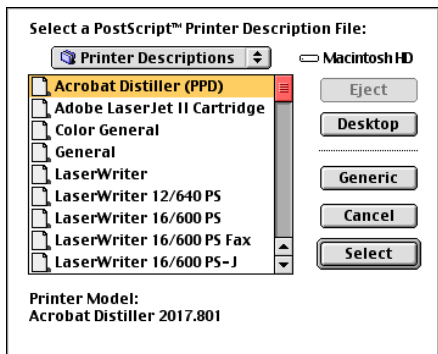 Select a PostScript™ Printer Description File:
Printer Descriptions
Macintosh HD
Acrobat Distiller (PPD)
Adobe LaserJet II Cartridge
Color General
General
LaserWriter
LaserWriter 12/640 PS
LaserWriter 16/600 PS
LaserWriter 16/600 PS Fax
LaserWriter 16/600 PS-J
Eject
Desktop
Generic
Cancel
Select
Printer Model:
Acrobat Distiller 2017.801